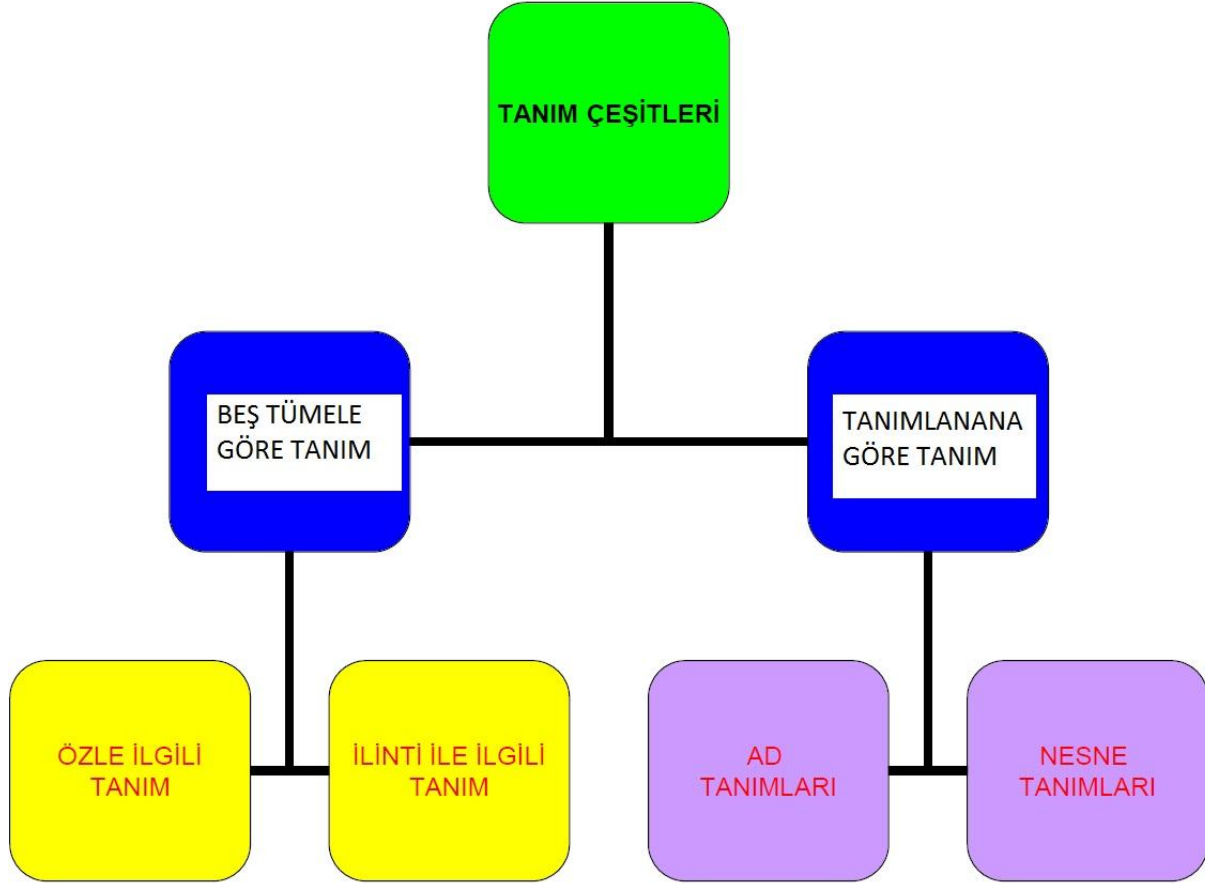 TANIM ÇEŞİTLERİ
BEŞ TÜMELE
GÖRE TANIM
TANIMLANANA
GÖRE TANIM
ÖZLE İLGİLİ
TANIM
İLİNTİ İLE İLGİLİ
TANIM
AD
TANIMLARI
NESNE
TANIMLARI